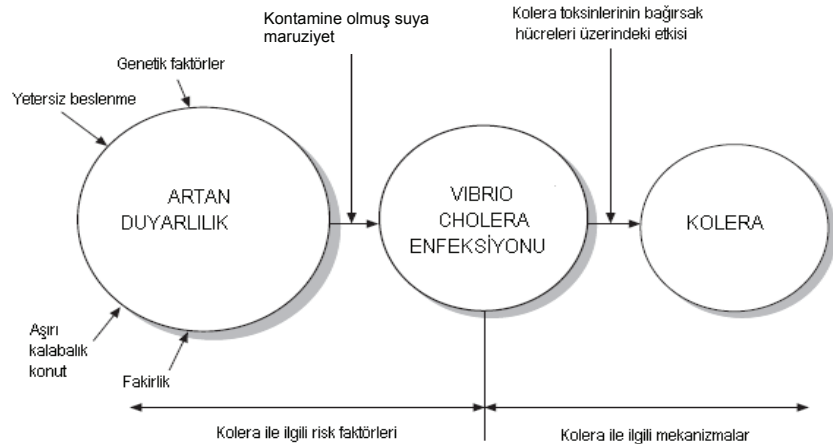 Kontamine olmuş suya
maruziyet
Kolera toksinlerinin bağırsak
hücreleri üzerindeki etkisi
Genetik faktörler
Yetersiz beslenme
ARTAN
DUYARLILIK
VIBRIO
CHOLERA
ENFEKSİYONU
KOLERA
Aşırı
kalabalık
konut
Fakirlik
Kolera ile ilgili risk faktörleri
Kolera ile ilgili mekanizmalar